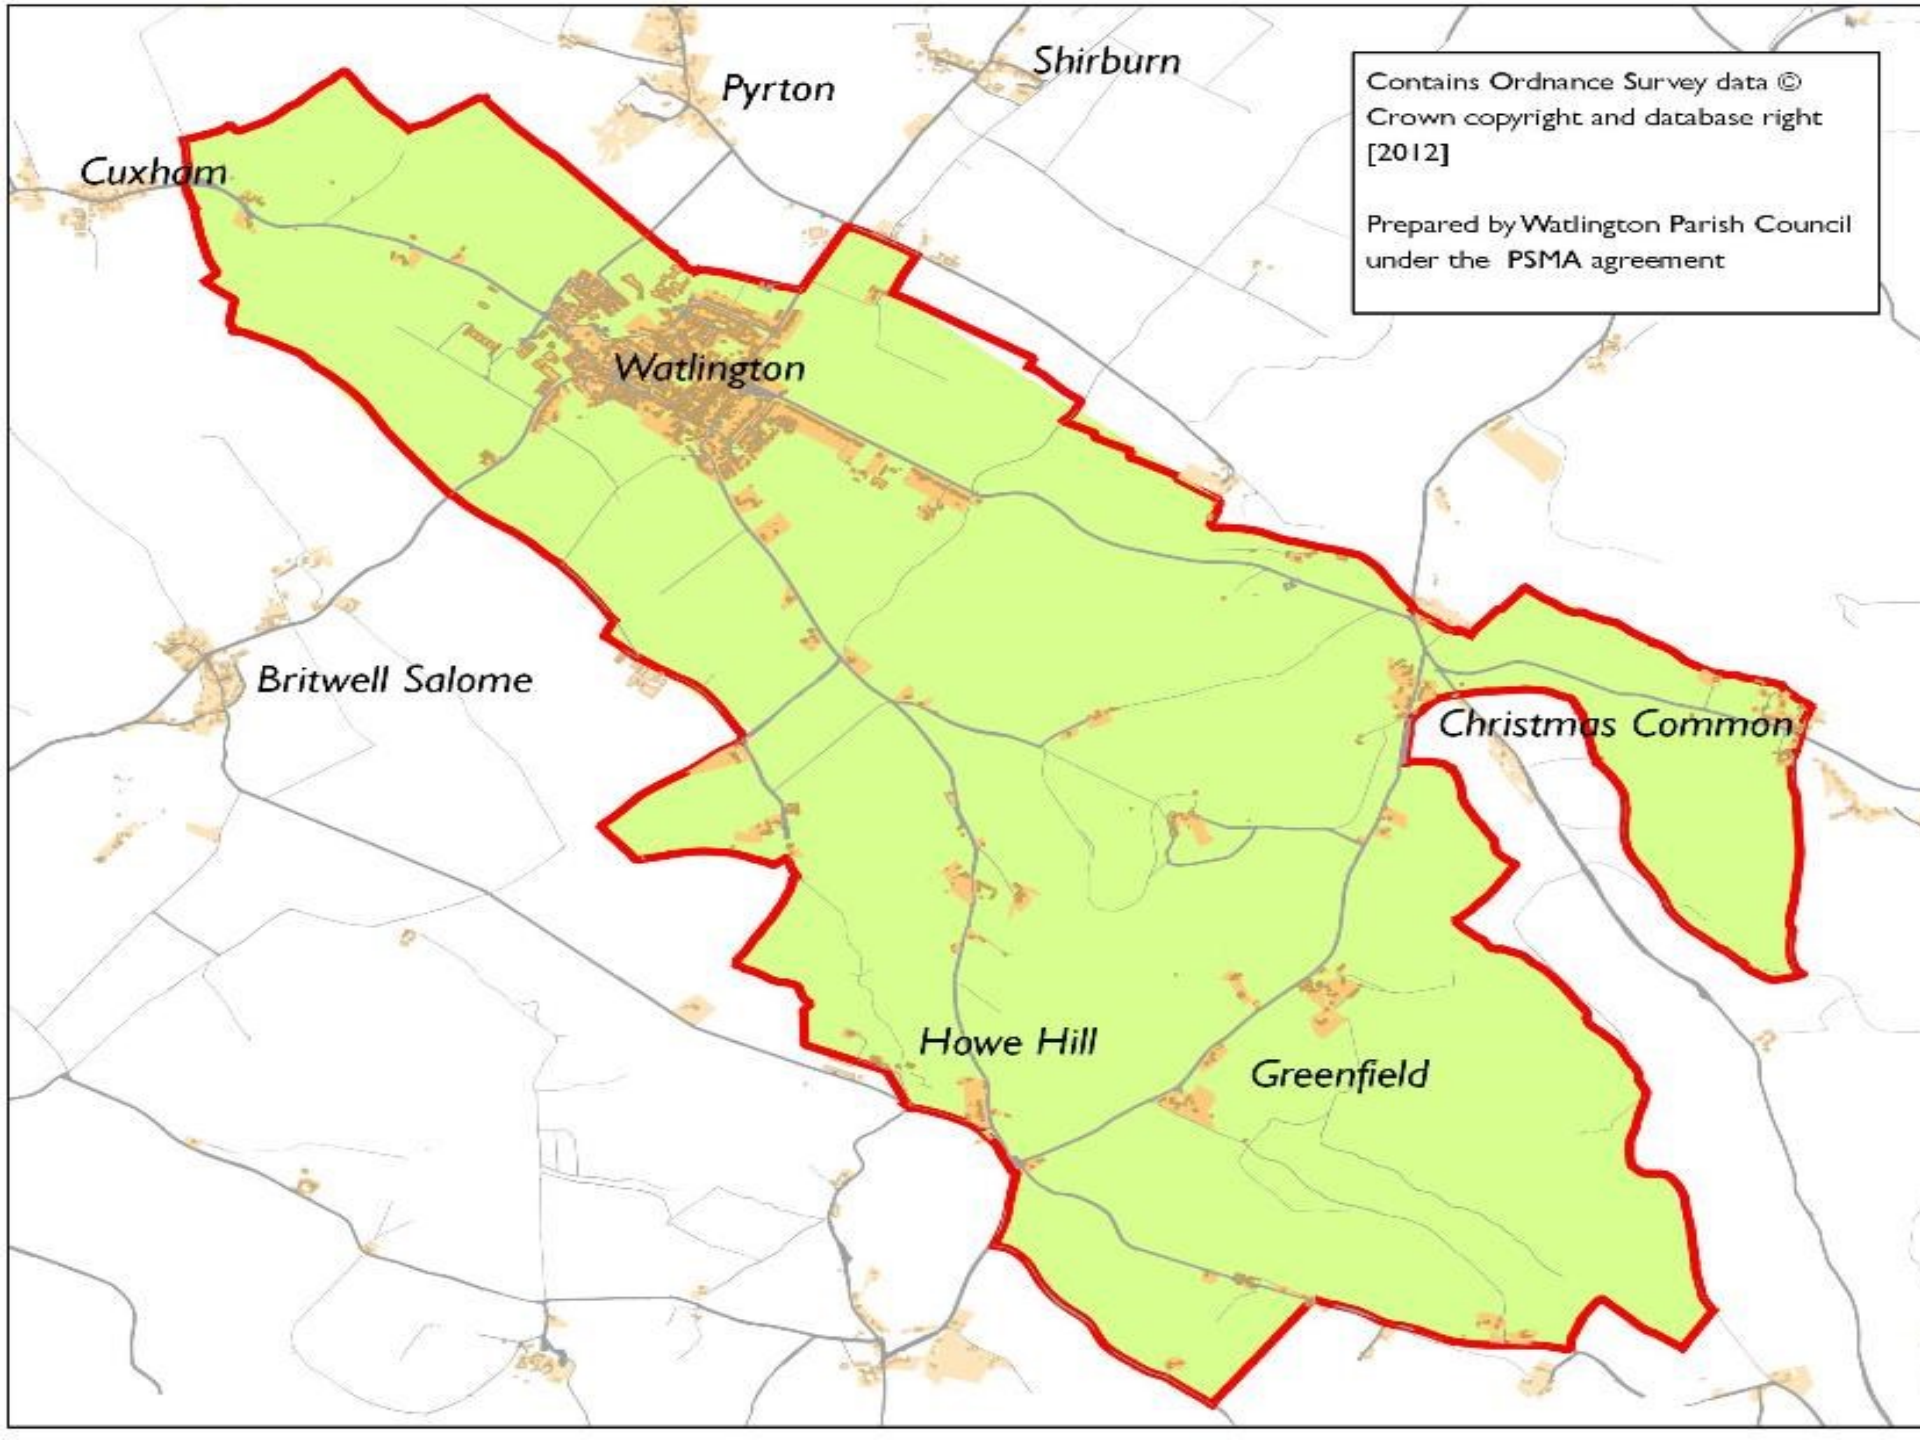 Shirburn
Pyrton
Contains Ordnance Survey data ©
Crown copyright and database right
[2012]
Prepared by Watlington Parish Council
under the PSMA agreement
Cuxham
Watlington
Britwell Salome
Christmas Common
Howe Hill
Greenfield